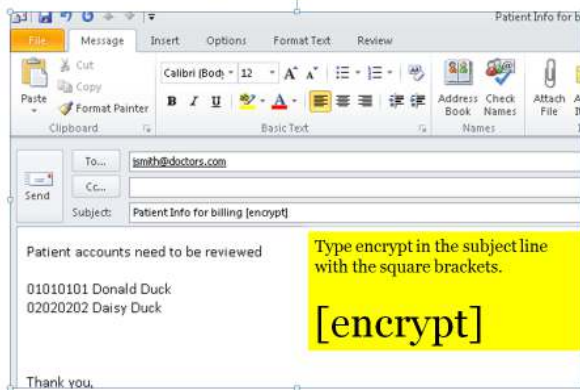 Patient Info for b
File Message Insert Options Format Text Review
Cut
Copy
Format Painter
Paste
Calibri (Body 12
B I U
Address Book
Check Names
Attach File
Clipboard Basic Text Names
To... jsmith@doctors.com
Cc...
Send
Subject: Patient Info for billing [encrypt]
Patient accounts need to be reviewed
01010101 Donald Duck
02020202 Daisy Duck
Thank you,
Type encrypt in the subject line
with the square brackets.
[encrypt]